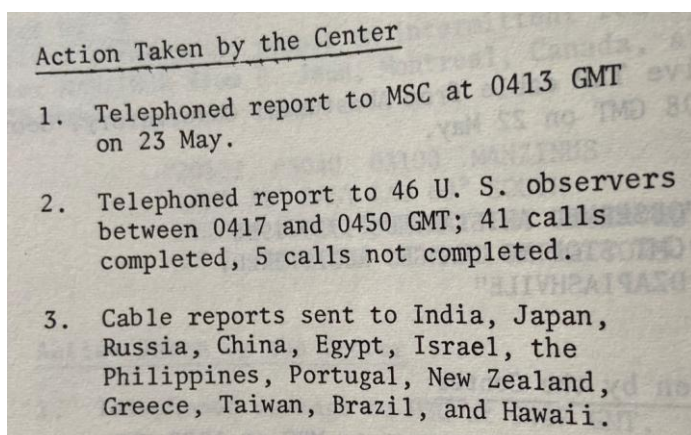 Action Taken by the Center
1. Telephoned report to MSC at 0413 GMT
on 23 May.
2. Telephoned report to 46 U. S. observers
between 0417 and 0450 GMT; 41 calls
completed, 5 calls not completed.
3. Cable reports sent to India, Japan,
Russia, China, Egypt, Israel, the
Philippines, Portugal, New Zealand,
Greece, Taiwan, Brazil, and Hawaii.